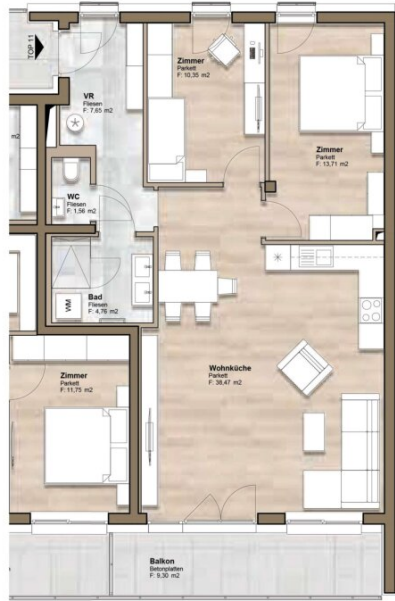 TOP 11
VR
Fliesen
F: 7,65 m2
Zimmer
Parkett
F: 10,35 m2
Zimmer
Parkett
F: 13,71 m2
m2
WC
Fliesen
F: 1,56 m2
Bad
Fliesen
F: 4,76 m2
WM
Zimmer
Parkett
F: 11,75 m2
Wohnküche
Parkett
F: 38,47 m2
Balkon
Betonplatten
F: 9,30 m2